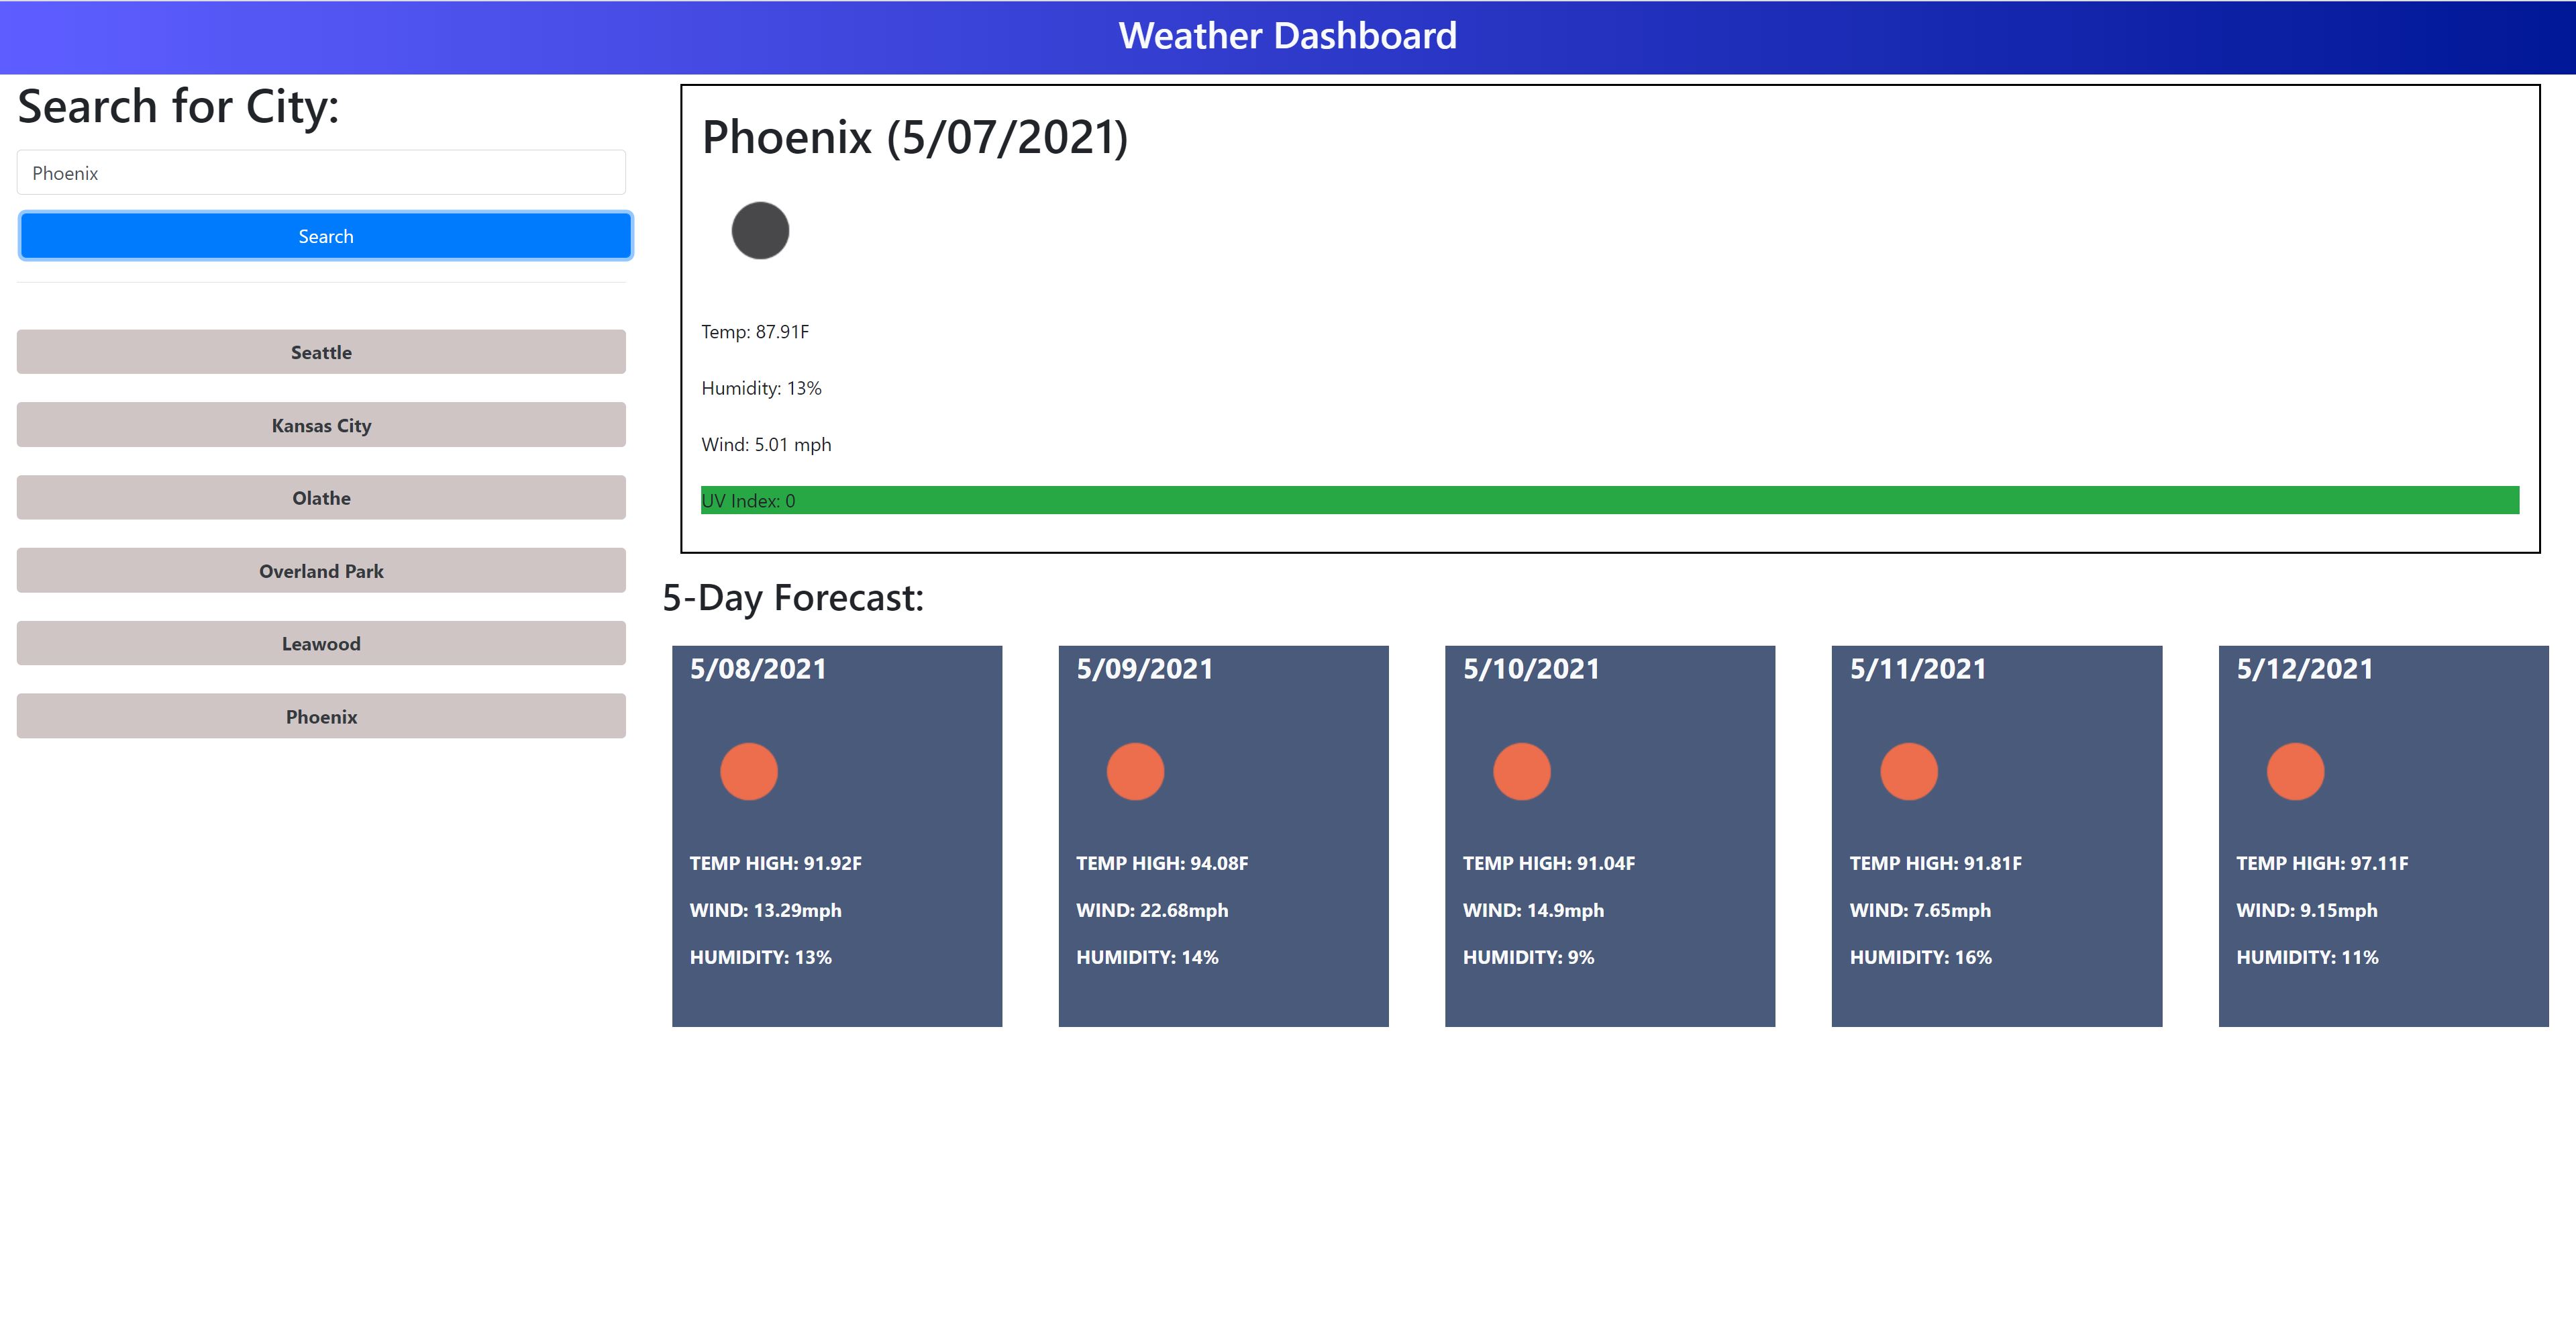 Weather Dashboard
Search for City:
Phoenix
Search
Seattle
Kansas City
Olathe
Overland Park
Leawood
Phoenix
Phoenix (5/07/2021)
Temp: 87.91F
Humidity: 13%
Wind: 5.01 mph
UV Index: 0
5-Day Forecast:
5/08/2021
TEMP HIGH: 91.92F
WIND: 13.29mph
HUMIDITY: 13%
5/09/2021
TEMP HIGH: 94.08F
WIND: 22.68mph
HUMIDITY: 14%
5/10/2021
TEMP HIGH: 91.04F
WIND: 14.9mph
HUMIDITY: 9%
5/11/2021
TEMP HIGH: 91.81F
WIND: 7.65mph
HUMIDITY: 16%
5/12/2021
TEMP HIGH: 97.11F
WIND: 9.15mph
HUMIDITY: 11%